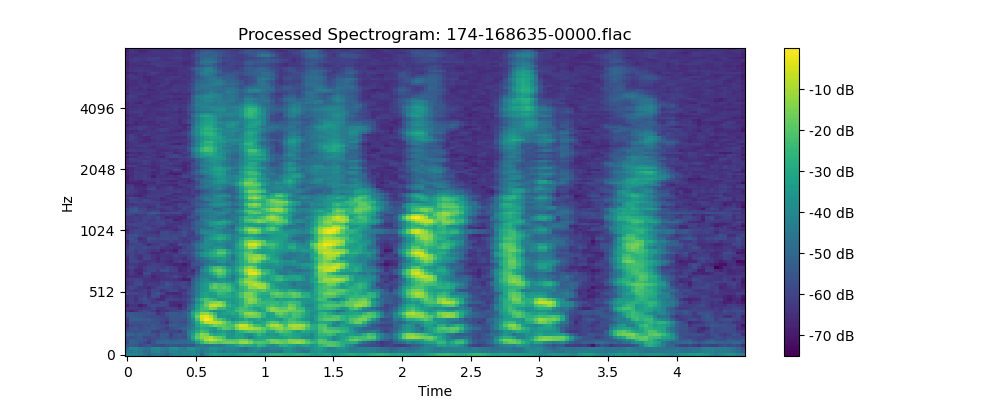 Processed Spectrogram: 174-168635-0000.flac
Hz
4096
2048
1024
512
0
0
0.5
1
1.5
2
2.5
3
3.5
4
Time
-10 dB
-20 dB
-30 dB
-40 dB
-50 dB
-60 dB
-70 dB